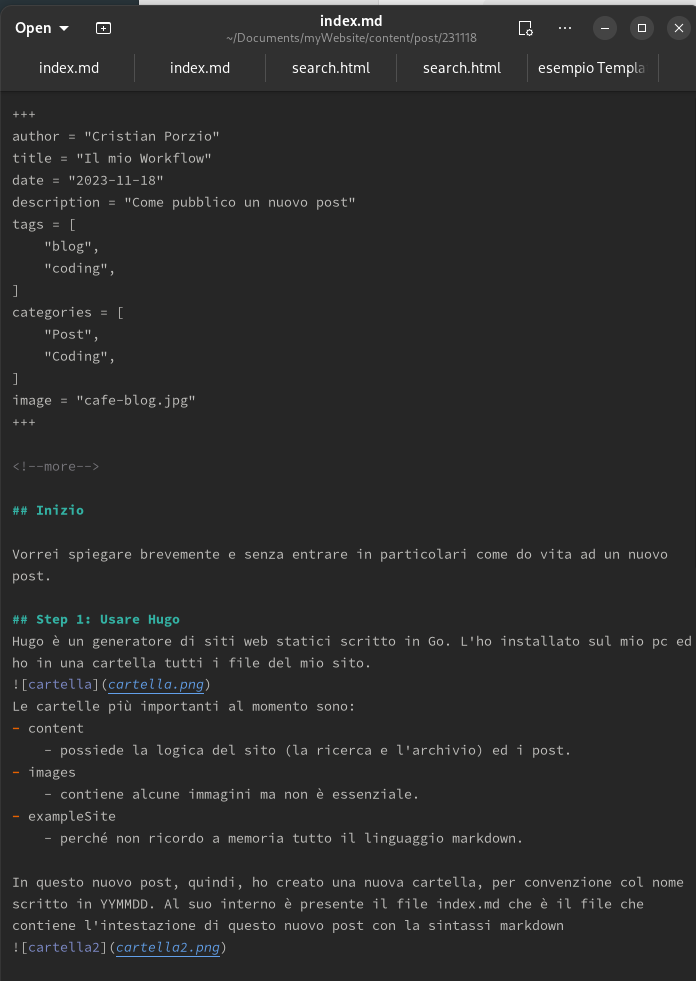 Open
index.md
~/Documents/myWebsite/content/post/231118
index.md index.md search.html search.html esempio Templa
+++
author = "Cristian Porzio"
title = "Il mio Workflow"
date = "2023-11-18"
description = "Come pubblico un nuovo post"
tags = [
    "blog",
    "coding",
]
categories = [
    "Post",
    "Coding",
]
image = "cafe-blog.jpg"
+++
<!--more-->
## Inizio
Vorrei spiegare brevemente e senza entrare in particolari come do vita ad un nuovo
post.
## Step 1: Usare Hugo
Hugo è un generatore di siti web statici scritto in Go. L'ho installato sul mio pc ed
ho in una cartella tutti i file del mio sito.
![cartella](cartella.png)
Le cartelle più importanti al momento sono:
- content
    - possiede la logica del sito (la ricerca e l'archivio) ed i post.
- images
    - contiene alcune immagini ma non è essenziale.
- exampleSite
    - perché non ricordo a memoria tutto il linguaggio markdown.
In questo nuovo post, quindi, ho creato una nuova cartella, per convenzione col nome
scritto in YYMMDD. Al suo interno è presente il file index.md che è il file che
contiene l'intestazione di questo nuovo post con la sintassi markdown
![cartella2](cartella2.png)